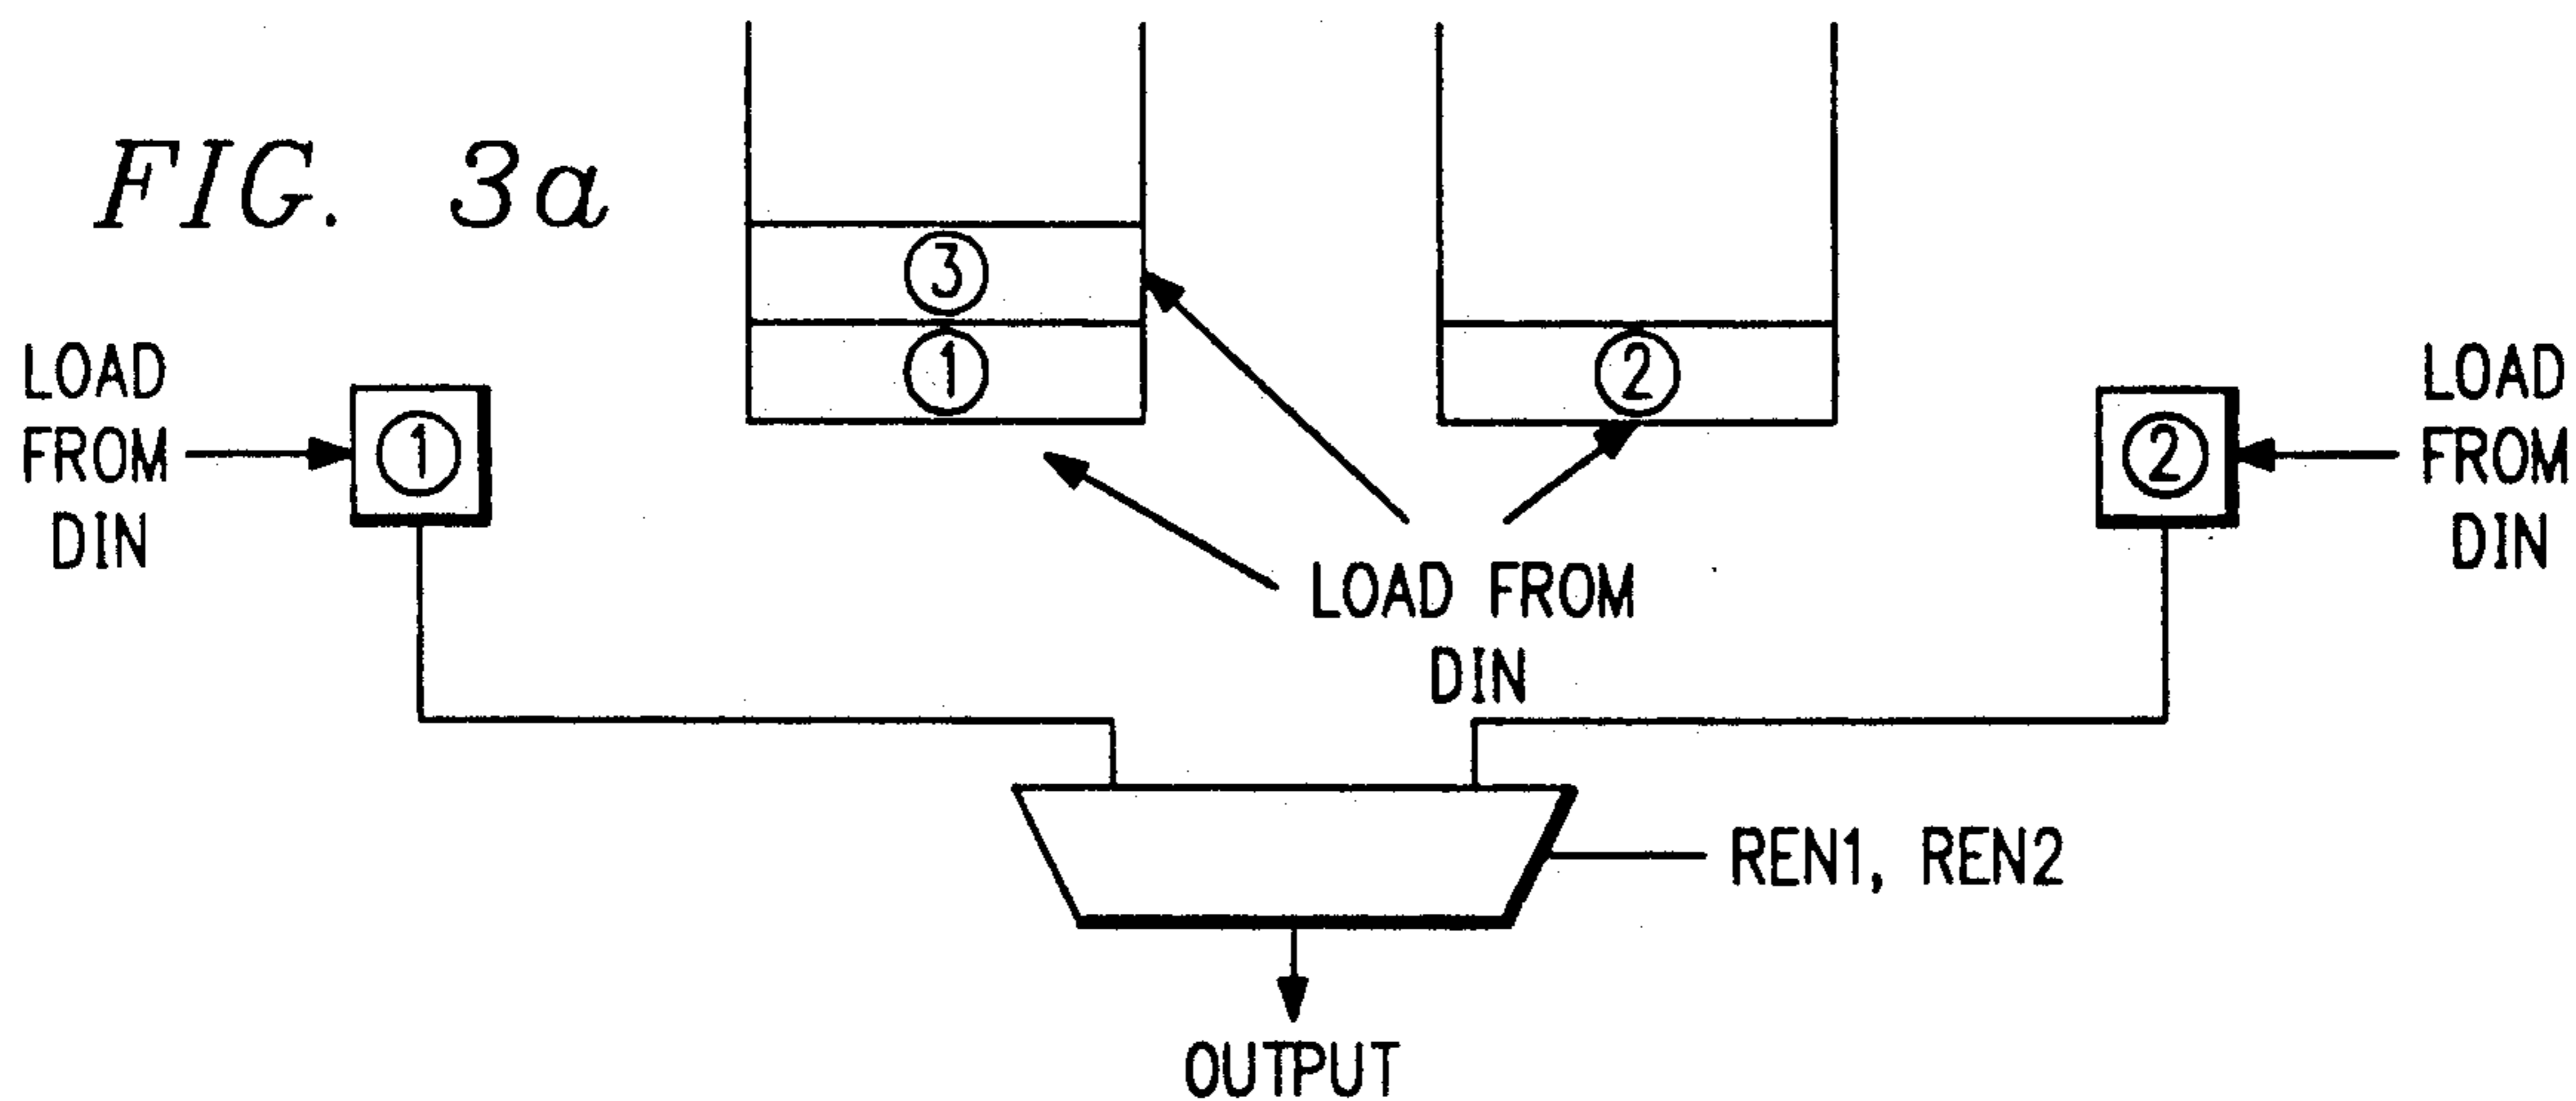 FIG. 3a
③
①
②
LOAD
FROM
DIN
①
②
LOAD
FROM
DIN
LOAD FROM
DIN
REN1, REN2
OUTPUT